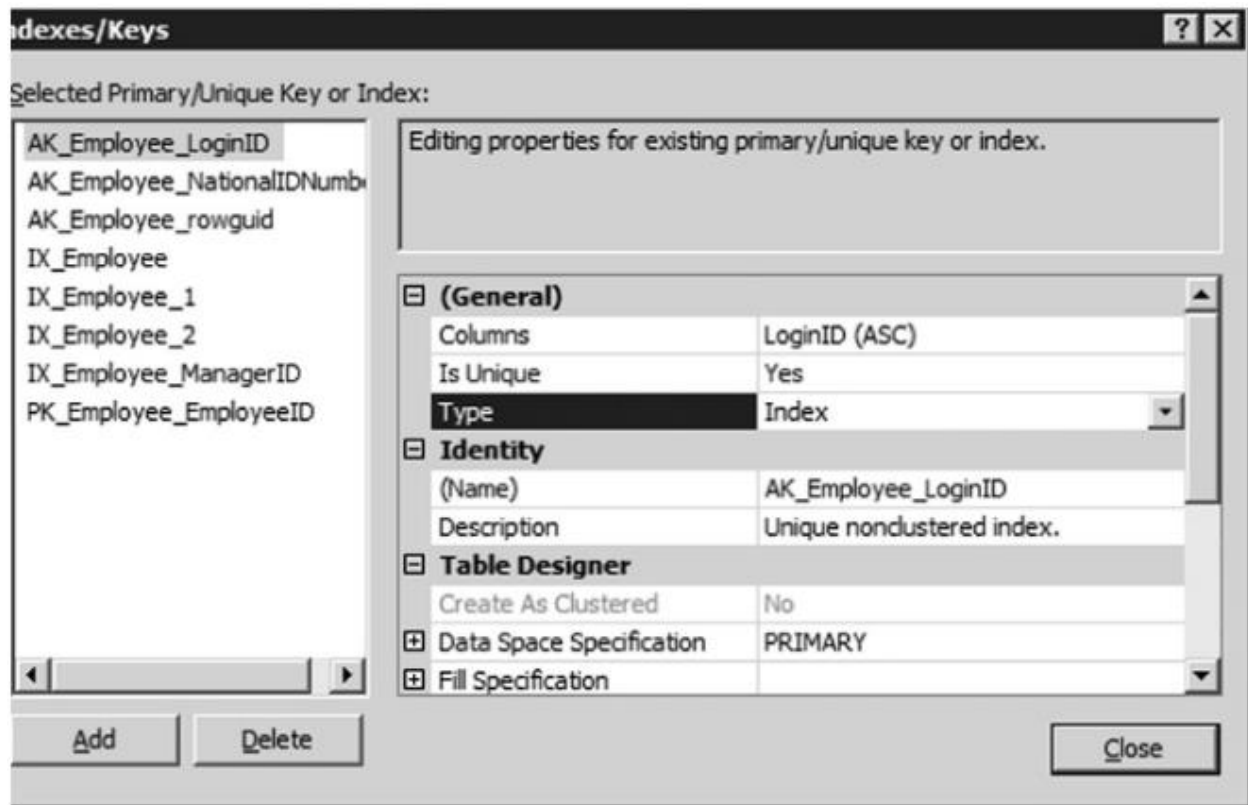 ndexes/Keys
Selected Primary/Unique Key or Index:
AK_Employee_LoginID
AK_Employee_NationalIDNumbe
AK_Employee_rowguid
IX_Employee
IX_Employee_1
IX_Employee_2
IX_Employee_ManagerID
PK_Employee_EmployeeID
Add Delete
Editing properties for existing primary/unique key or index.
(General)
Columns LoginID (ASC)
Is Unique Yes
Type Index
Identity
(Name) AK_Employee_LoginID
Description Unique nonclustered index.
Table Designer
Create As Clustered No
Data Space Specification PRIMARY
Fill Specification
Close